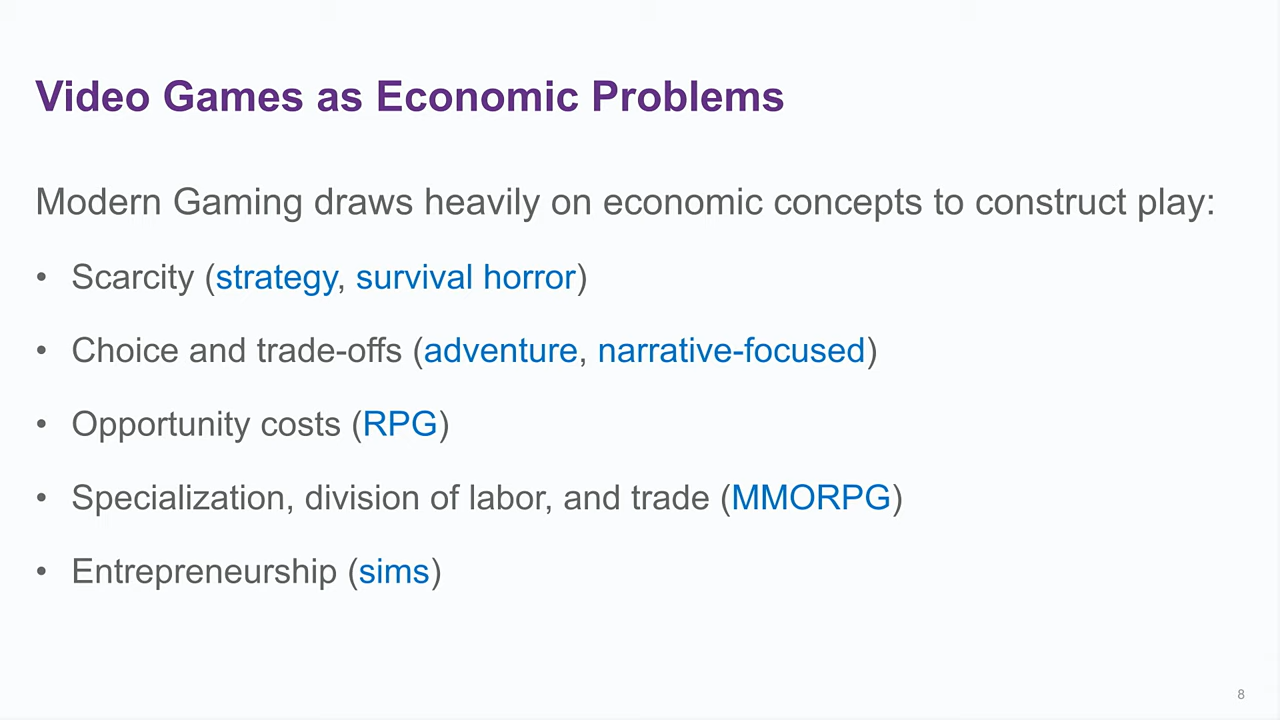 Video Games as Economic Problems
Modern Gaming draws heavily on economic concepts to construct play:
• Scarcity (strategy, survival horror)
• Choice and trade-offs (adventure, narrative-focused)
• Opportunity costs (RPG)
• Specialization, division of labor, and trade (MMORPG)
• Entrepreneurship (sims)
8